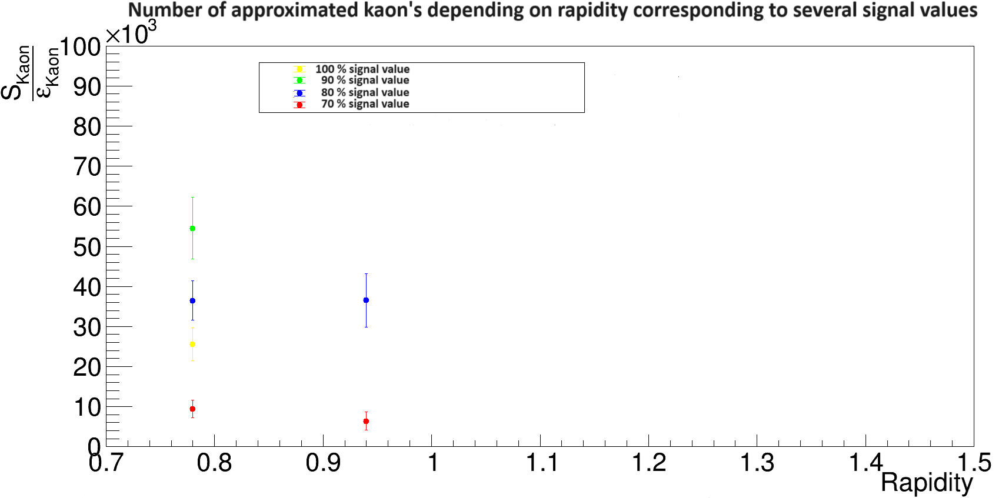 Number of approximated kaon's depending on rapidity corresponding to several signal values
×10³
S_Kaon
ε_Kaon
100 % signal value
90 % signal value
80 % signal value
70 % signal value
100
90
80
70
60
50
40
30
20
10
0
0.7 0.8 0.9 1 1.1 1.2 1.3 1.4 1.5
Rapidity